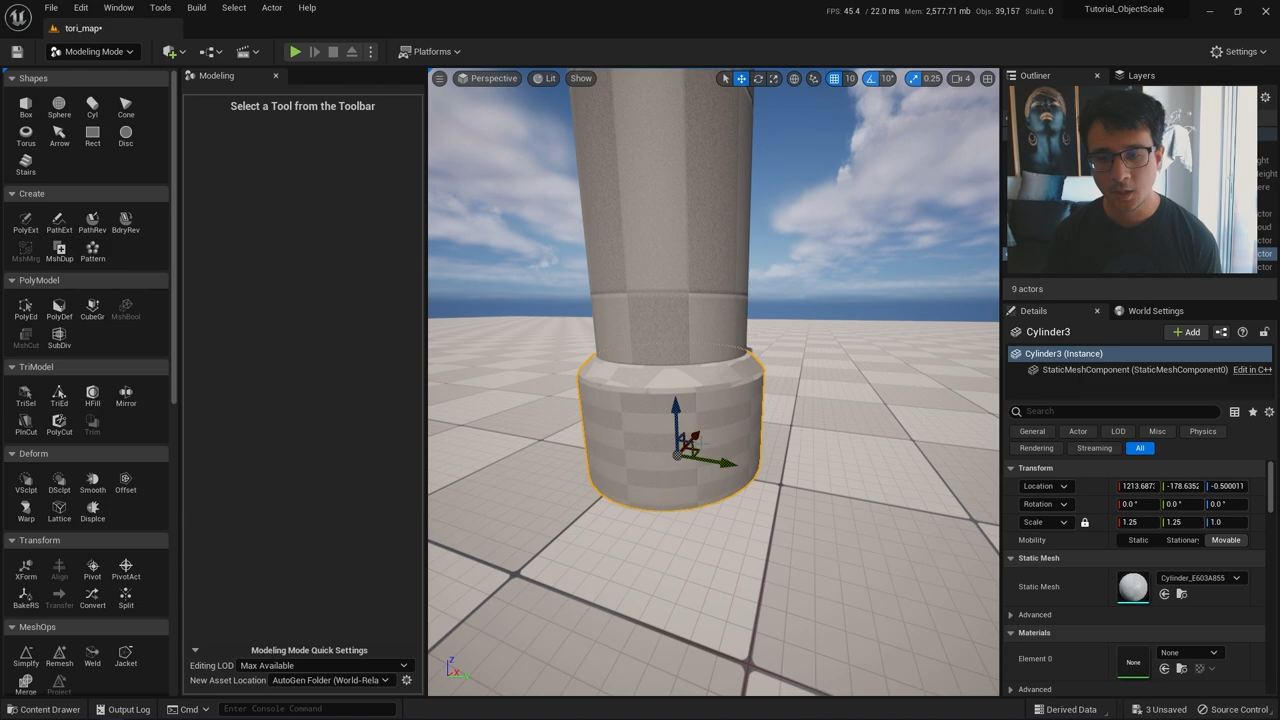 File Edit Window Tools Build Select Actor Help
FPS: 45.4 / 22.0 ms Mem: 2,577.71 mb Objs: 39,157 Stalls: 0
Tutorial_ObjectScale
tori_map•
Modeling Mode
Platforms
Settings
Shapes
Box Sphere Cyl Cone
Torus Arrow Rect Disc
Stairs
Create
PolyExt PathExt PathRev BdryRev
MshMrg MshDup Pattern
PolyModel
PolyEd PolyDef CubeGr MshBool
MshCut SubDiv
TriModel
TriSel TriEd HFill Mirror
PlnCut PolyCut Trim
Deform
VSculpt DSculpt Smooth Offset
Warp Lattice Displce
Transform
XForm Align Pivot PivotAct
BakeRS Transfer Convert Split
MeshOps
Simplfy Remesh Weld Jacket
Merge Project
Modeling
Select a Tool from the Toolbar
Modeling Mode Quick Settings
Editing LOD Max Available
New Asset Location AutoGen Folder (World-Rela
Perspective Lit Show
10 10° 0.25 4
Z
X
Outliner Layers
9 actors
Details World Settings
Cylinder3 Add
Cylinder3 (Instance)
StaticMeshComponent (StaticMeshComponent0) Edit in C++
Search
General Actor LOD Misc Physics
Rendering Streaming All
Transform
Location 1213.687 -178.635 -0.500011
Rotation 0.0 ° 0.0 ° 0.0 °
Scale 1.25 1.25 1.0
Mobility Static Stationary Movable
Static Mesh
Static Mesh Cylinder_E603A855
Advanced
Materials
Element 0 None None
Advanced
Content Drawer Output Log Cmd Enter Console Command
Derived Data 3 Unsaved Source Control